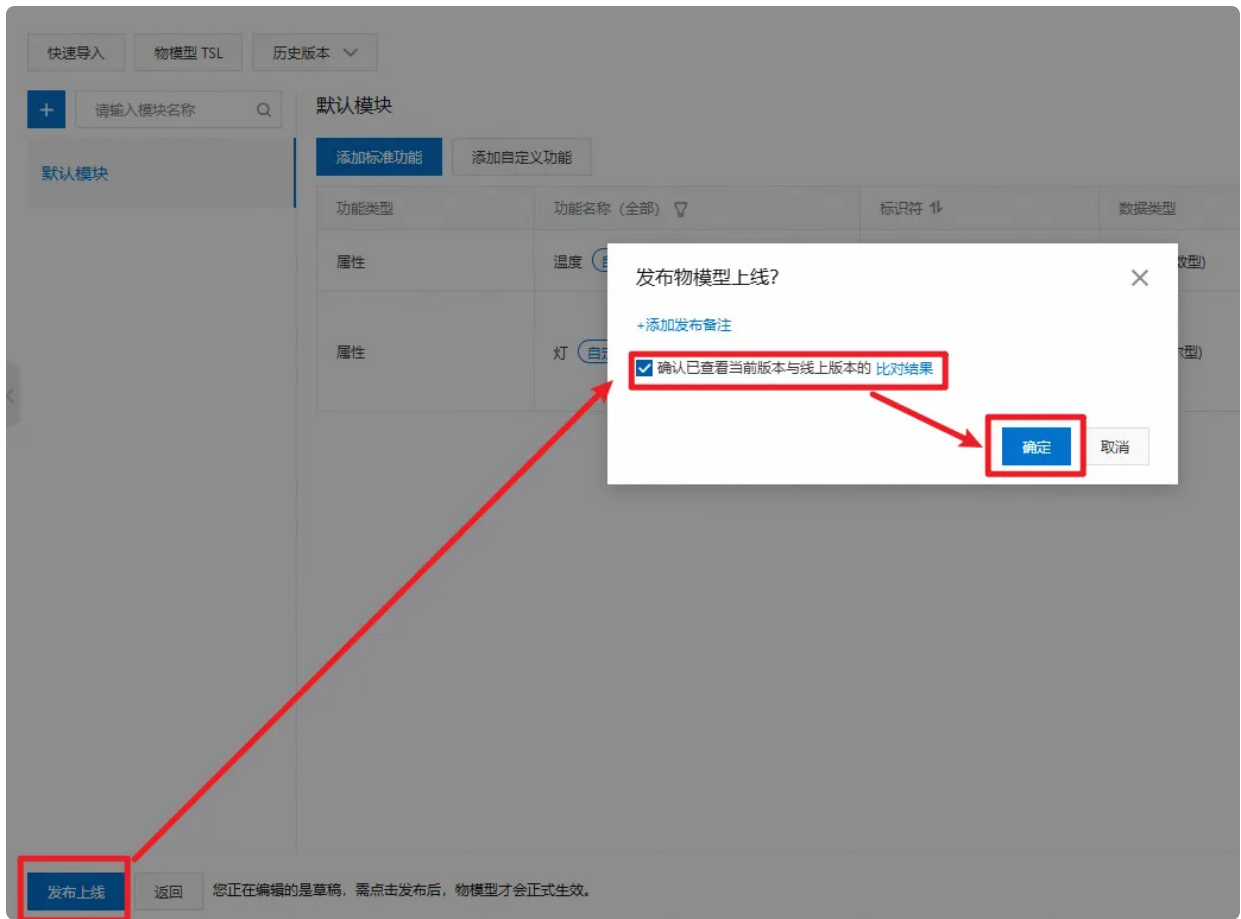 快速导入 物模型 TSL 历史版本
+ 请输入模块名称
默认模块
默认模块
添加标准功能 添加自定义功能
功能类型 功能名称（全部） 标识符 数据类型
属性 温度
属性 灯
发布物模型上线?
+添加发布备注
确认已查看当前版本与线上版本的 比对结果
确定 取消
发布上线 返回 您正在编辑的是草稿，需点击发布后，物模型才会正式生效。